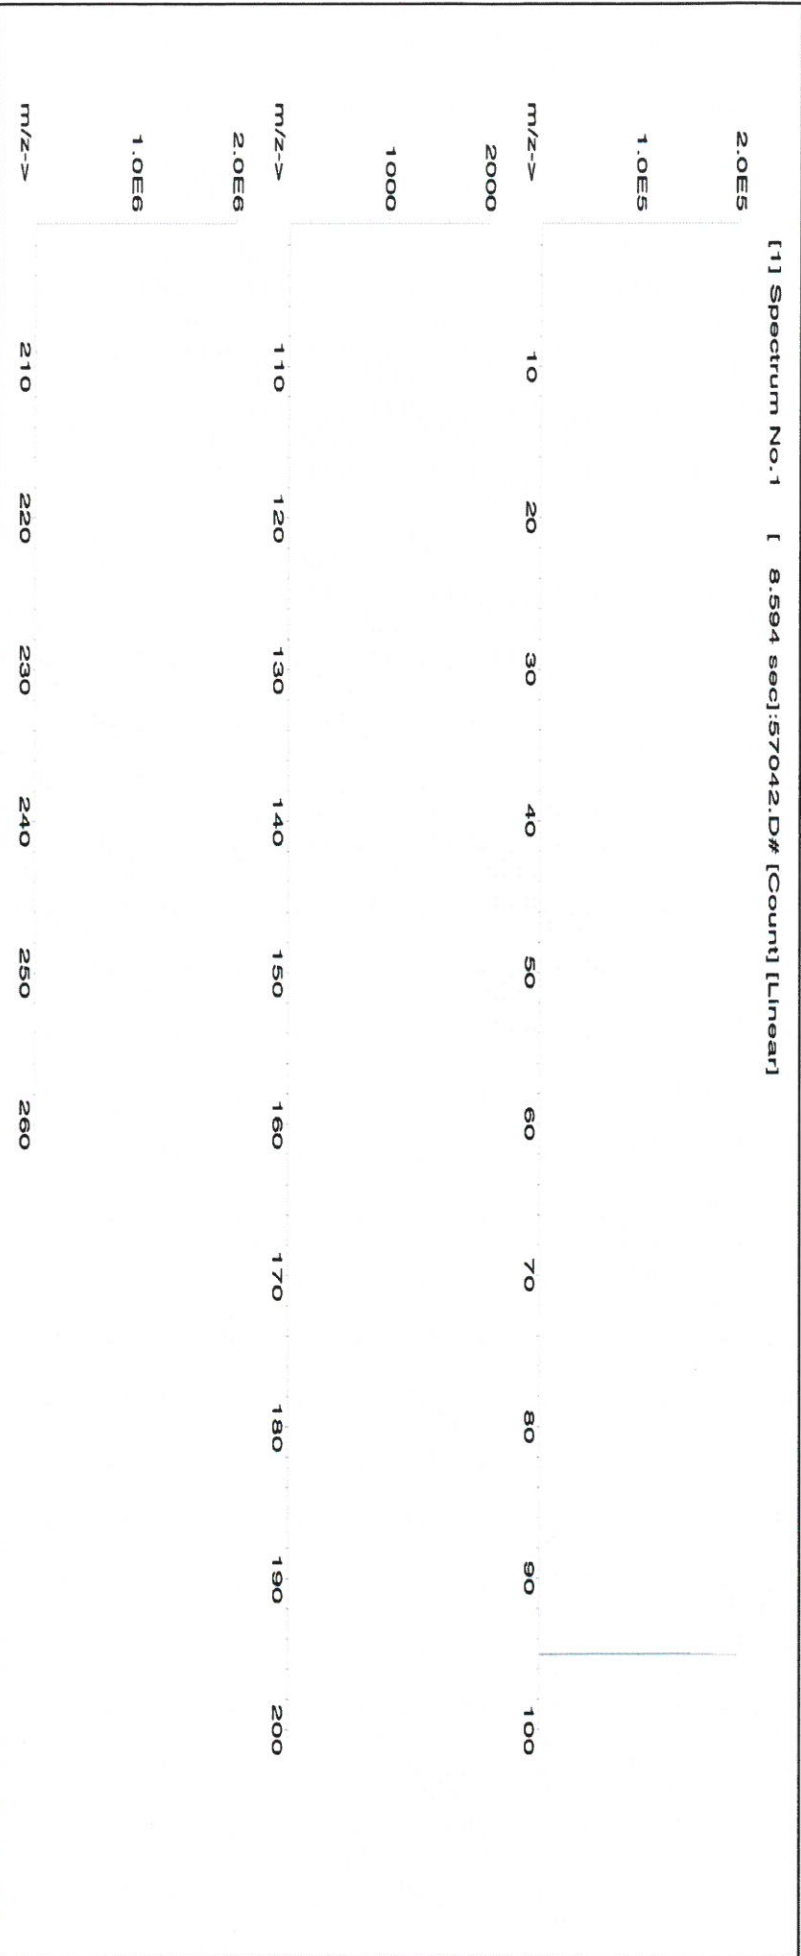 [1] Spectrum No.1 [ 8.594 sec]:57042.D# [Count] [Linear]
2.0E5
1.0E5
m/z-> 10 20 30 40 50 60 70 80 90 100
2000
1000
m/z-> 110 120 130 140 150 160 170 180 190 200
2.0E6
1.0E6
m/z-> 210 220 230 240 250 260